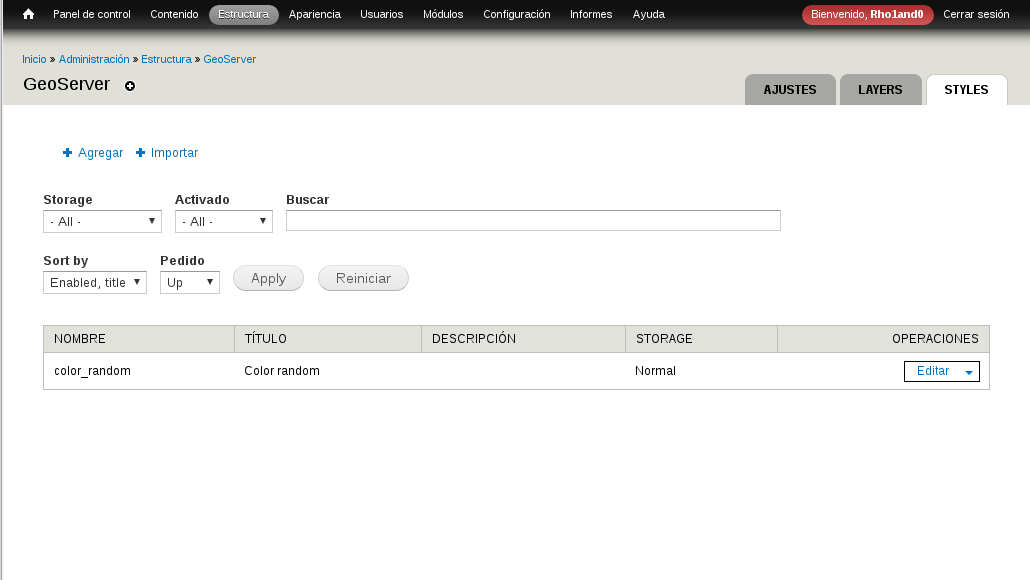 Panel de control Contenido Estructura Apariencia Usuarios Módulos Configuración Informes Ayuda Bienvenido, Rholand0 Cerrar sesión
Inicio » Administración » Estructura » GeoServer
GeoServer
AJUSTES LAYERS STYLES
Agregar Importar
Storage Activado Buscar
- All - - All -
Sort by Pedido
Enabled, title Up Apply Reiniciar
NOMBRE TÍTULO DESCRIPCIÓN STORAGE OPERACIONES
color_random Color random Normal Editar